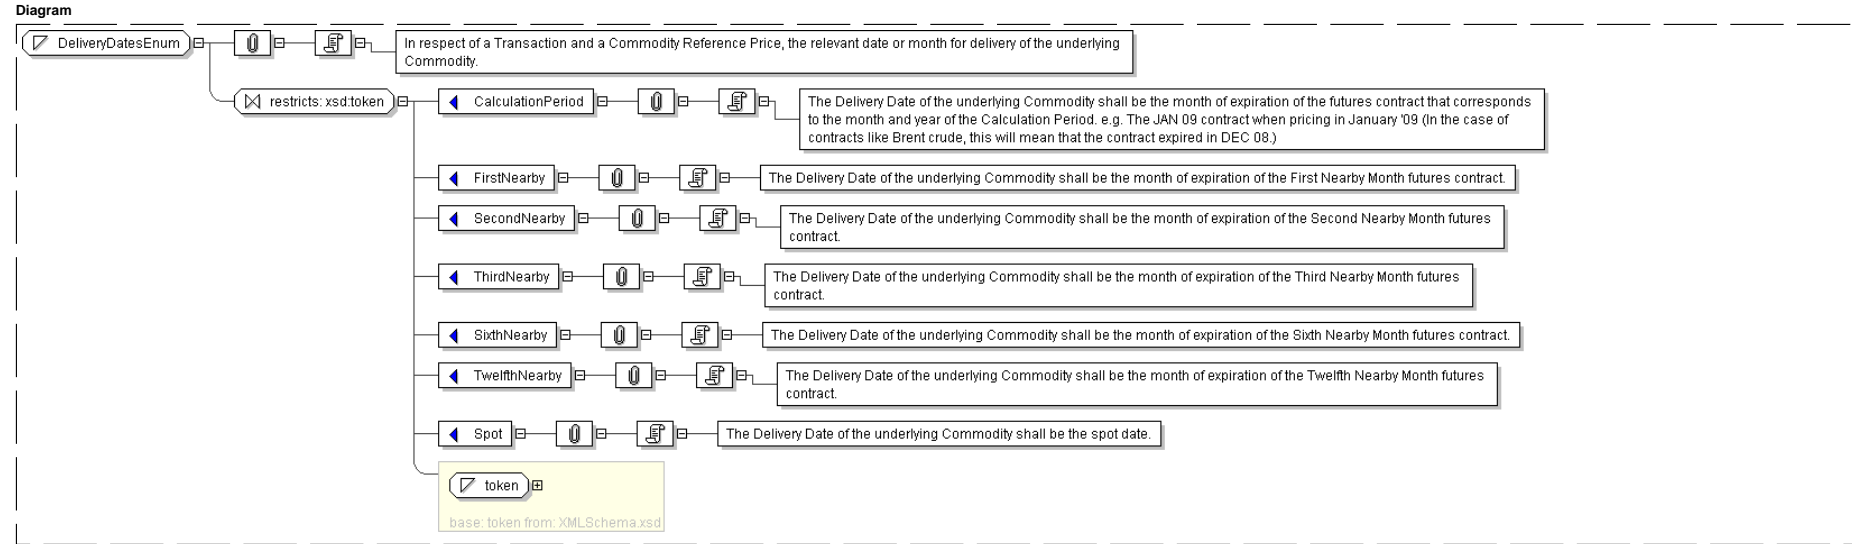 Diagram
DeliveryDatesEnum
In respect of a Transaction and a Commodity Reference Price, the relevant date or month for delivery of the underlying
Commodity.
restricts: xsd:token
CalculationPeriod
The Delivery Date of the underlying Commodity shall be the month of expiration of the futures contract that corresponds
to the month and year of the Calculation Period. e.g. The JAN 09 contract when pricing in January '09 (In the case of
contracts like Brent crude, this will mean that the contract expired in DEC 08.)
FirstNearby
The Delivery Date of the underlying Commodity shall be the month of expiration of the First Nearby Month futures contract.
SecondNearby
The Delivery Date of the underlying Commodity shall be the month of expiration of the Second Nearby Month futures
contract.
ThirdNearby
The Delivery Date of the underlying Commodity shall be the month of expiration of the Third Nearby Month futures
contract.
SixthNearby
The Delivery Date of the underlying Commodity shall be the month of expiration of the Sixth Nearby Month futures contract.
TwelfthNearby
The Delivery Date of the underlying Commodity shall be the month of expiration of the Twelfth Nearby Month futures
contract.
Spot
The Delivery Date of the underlying Commodity shall be the spot date.
token
base: token from: XMLSchema.xsd